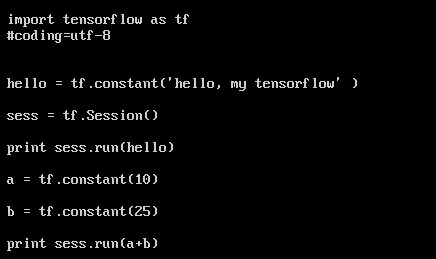 import tensorflow as tf
#coding=utf-8
hello = tf.constant('hello, my tensorflow' )
sess = tf.Session()
print sess.run(hello)
a = tf.constant(10)
b = tf.constant(25)
print sess.run(a+b)